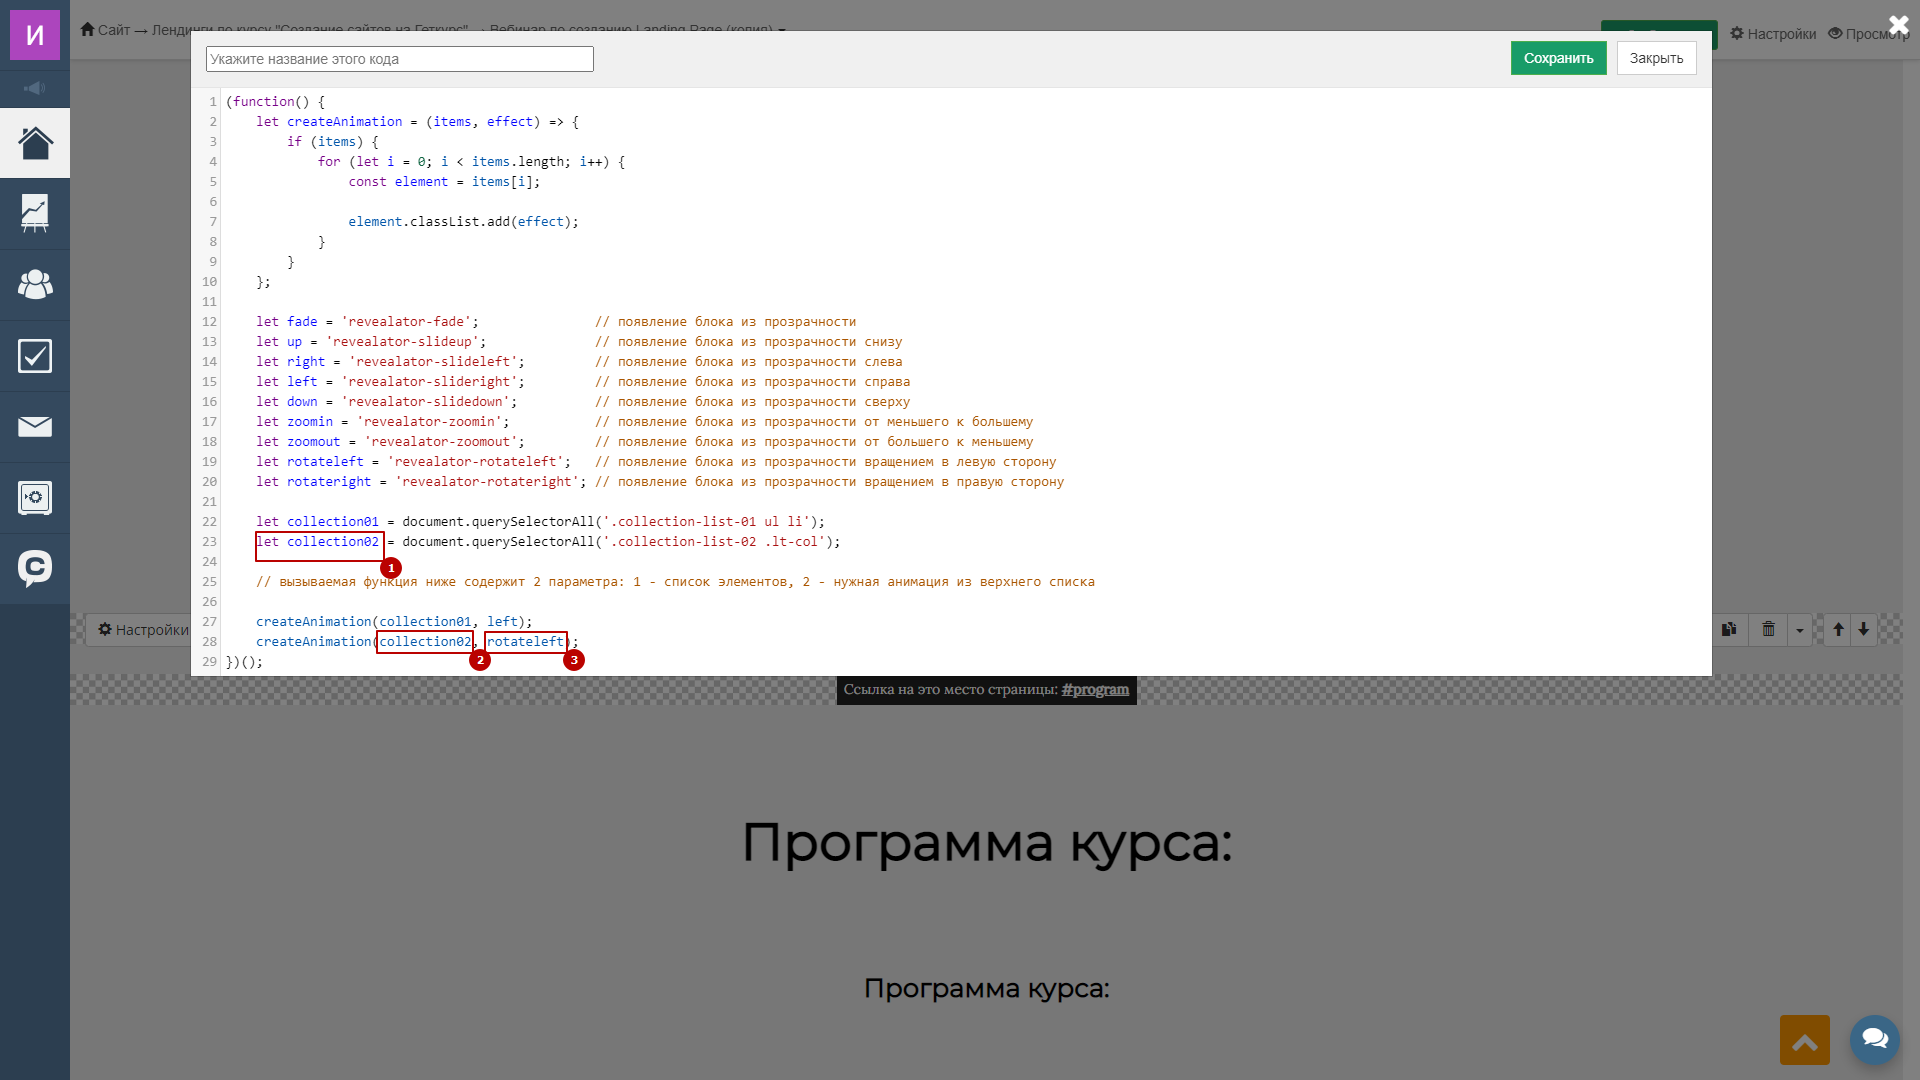 И
Сайт → Лендинги по курсу "Создание сайтов на Геткурс" → Вебинар по созданию Landing Page (копия)
Настройки
Просмотр
Укажите название этого кода
Сохранить
Закрыть
1 (function() {
2 let createAnimation = (items, effect) => {
3 if (items) {
4 for (let i = 0; i < items.length; i++) {
5 const element = items[i];
6
7 element.classList.add(effect);
8 }
9 }
10 };
11
12 let fade = 'revealator-fade'; // появление блока из прозрачности
13 let up = 'revealator-slideup'; // появление блока из прозрачности снизу
14 let right = 'revealator-slideleft'; // появление блока из прозрачности слева
15 let left = 'revealator-slideright'; // появление блока из прозрачности справа
16 let down = 'revealator-slidedown'; // появление блока из прозрачности сверху
17 let zoomin = 'revealator-zoomin'; // появление блока из прозрачности от меньшего к большему
18 let zoomout = 'revealator-zoomout'; // появление блока из прозрачности от большего к меньшему
19 let rotateleft = 'revealator-rotateleft'; // появление блока из прозрачности вращением в левую сторону
20 let rotateright = 'revealator-rotateright'; // появление блока из прозрачности вращением в правую сторону
21
22 let collection01 = document.querySelectorAll('.collection-list-01 ul li');
23 let collection02 = document.querySelectorAll('.collection-list-02 .lt-col');
24
1
25 // вызываемая функция ниже содержит 2 параметра: 1 - список элементов, 2 - нужная анимация из верхнего списка
26
27 createAnimation(collection01, left);
28 createAnimation(collection02, rotateleft);
2
3
29 })();
Настройки
Ссылка на это место страницы: #program
Программа курса:
Программа курса: